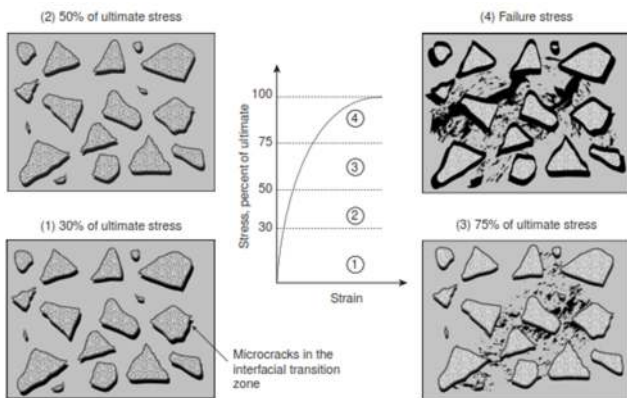 (2) 50% of ultimate stress
(4) Failure stress
Stress, percent of ultimate
100
75
50
30
4
3
2
1
Strain
(1) 30% of ultimate stress
(3) 75% of ultimate stress
Microcracks in the
interfacial transition
zone